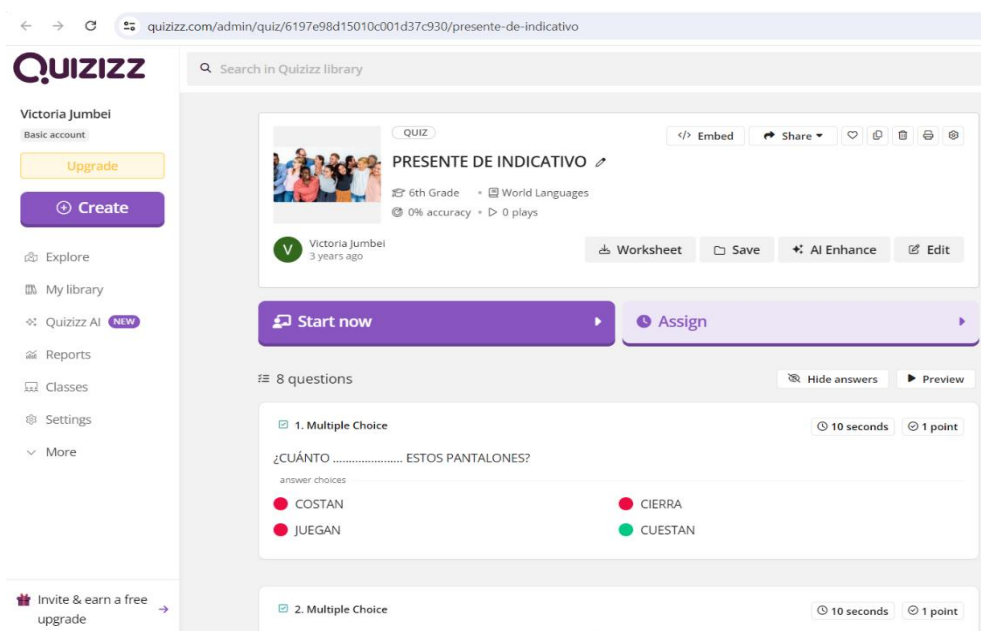 quizizz.com/admin/quiz/6197e98d15010c001d37c930/presente-de-indicativo
QUIZIZZ
Search in Quizizz library
Victoria Jumbei
Basic account
Upgrade
Create
Explore
My library
Quizizz AI NEW
Reports
Classes
Settings
More
Invite & earn a free
upgrade
QUIZ
</> Embed
Share
PRESENTE DE INDICATIVO
6th Grade • World Languages
0% accuracy • 0 plays
V
Victoria Jumbei
3 years ago
Worksheet
Save
AI Enhance
Edit
Start now
Assign
8 questions
Hide answers
Preview
1. Multiple Choice
10 seconds
1 point
¿CUÁNTO ...................... ESTOS PANTALONES?
answer choices
COSTAN
CIERRA
JUEGAN
CUESTAN
2. Multiple Choice
10 seconds
1 point